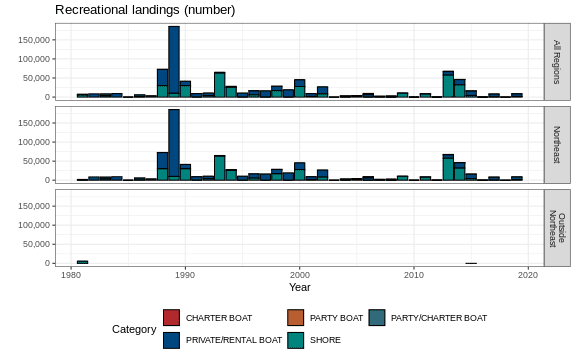 Recreational landings (number)
150,000
100,000
50,000
0
All Regions
150,000
100,000
50,000
0
Northeast
150,000
100,000
50,000
0
Outside
Northeast
1980 1990 2000 2010 2020
Year
Category
CHARTER BOAT PARTY BOAT PARTY/CHARTER BOAT
PRIVATE/RENTAL BOAT SHORE